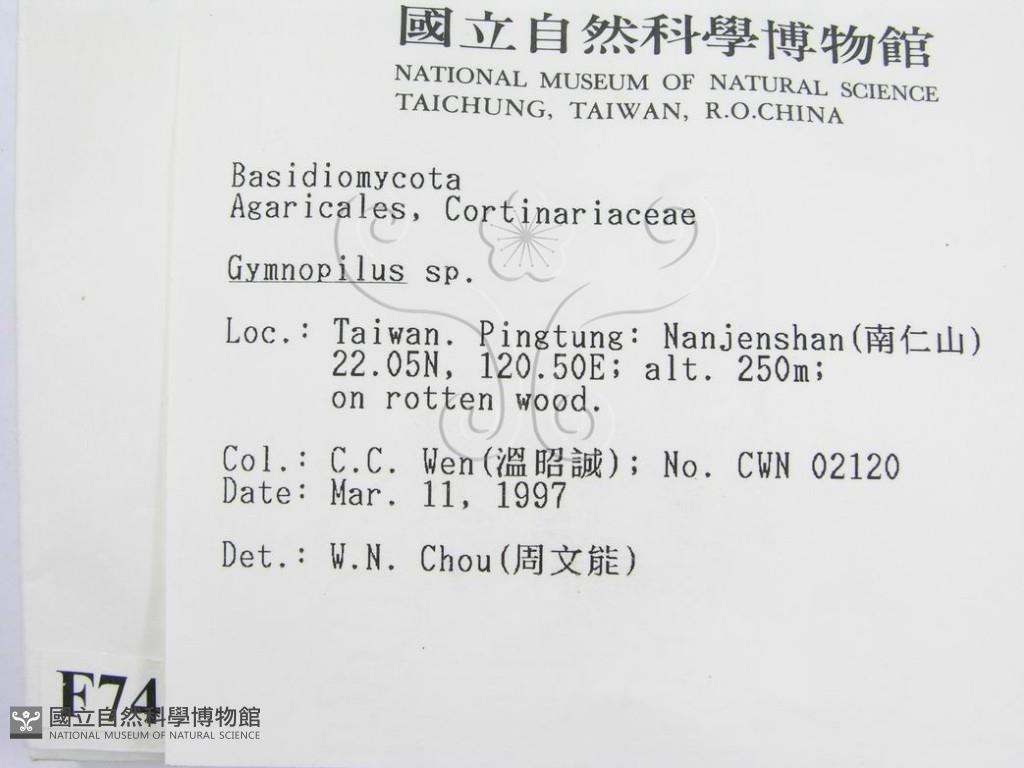 國立自然科學博物館
NATIONAL MUSEUM OF NATURAL SCIENCE
TAICHUNG, TAIWAN, R.O.CHINA
Basidiomycota
Agaricales, Cortinariaceae
Gymnopilus sp.
Loc.: Taiwan. Pingtung: Nanjenshan(南仁山)
22.05N, 120.50E; alt. 250m;
on rotten wood.
Col.: C.C. Wen(溫昭誠); No. CWN 02120
Date: Mar. 11, 1997
Det.: W.N. Chou(周文能)
F74
國立自然科學博物館
NATIONAL MUSEUM OF NATURAL SCIENCE